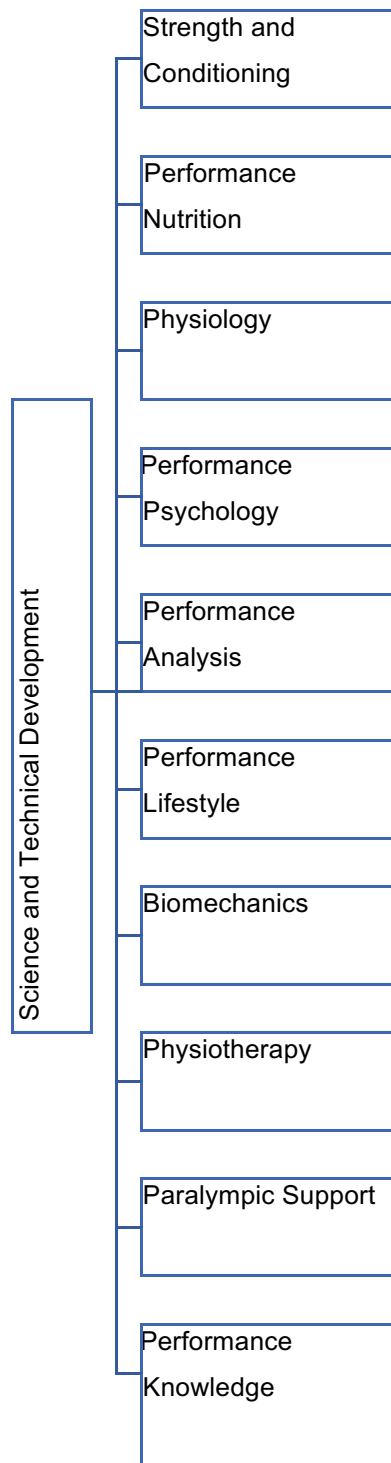 Strength and
Conditioning
Performance
Nutrition
Physiology
Performance
Psychology
Performance
Analysis
Performance
Lifestyle
Biomechanics
Physiotherapy
Paralympic Support
Performance
Knowledge
Science and Technical Development